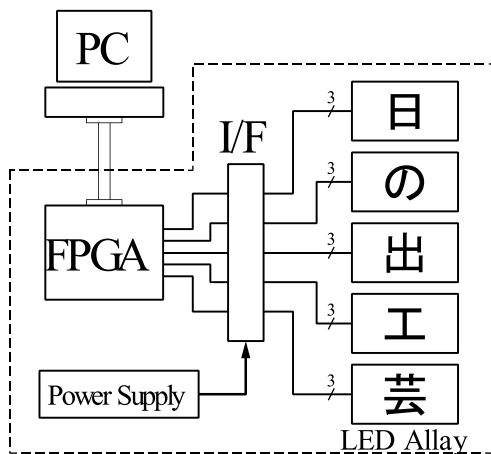 PC
I/F
FPGA
Power Supply
3
日
3
の
3
出
3
工
3
芸
LED Allay